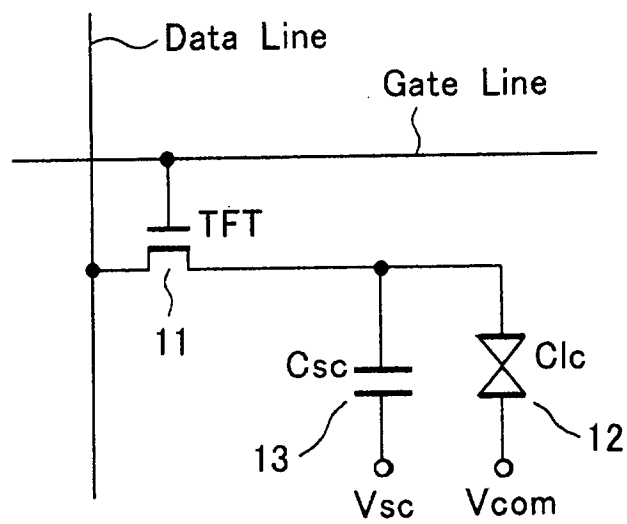 Data Line
Gate Line
TFT
11
Csc
Clc
13
12
Vsc
Vcom